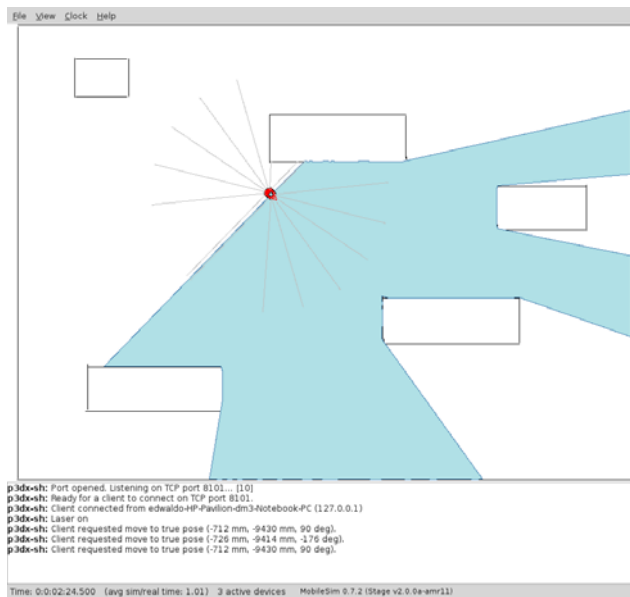 File View Clock Help
p3dx-sh: Port opened. Listening on TCP port 8101... [10]
p3dx-sh: Ready for a client to connect on TCP port 8101.
p3dx-sh: Client connected from edwaldo-HP-Pavilion-dm3-Notebook-PC (127.0.0.1)
p3dx-sh: Laser on
p3dx-sh: Client requested move to true pose (-712 mm, -9430 mm, 90 deg).
p3dx-sh: Client requested move to true pose (-726 mm, -9414 mm, -176 deg).
p3dx-sh: Client requested move to true pose (-712 mm, -9430 mm, 90 deg).
Time: 0:0:02:24.500 (avg sim/real time: 1.01) 3 active devices MobileSim 0.7.2 (Stage v2.0.0a-amr11)